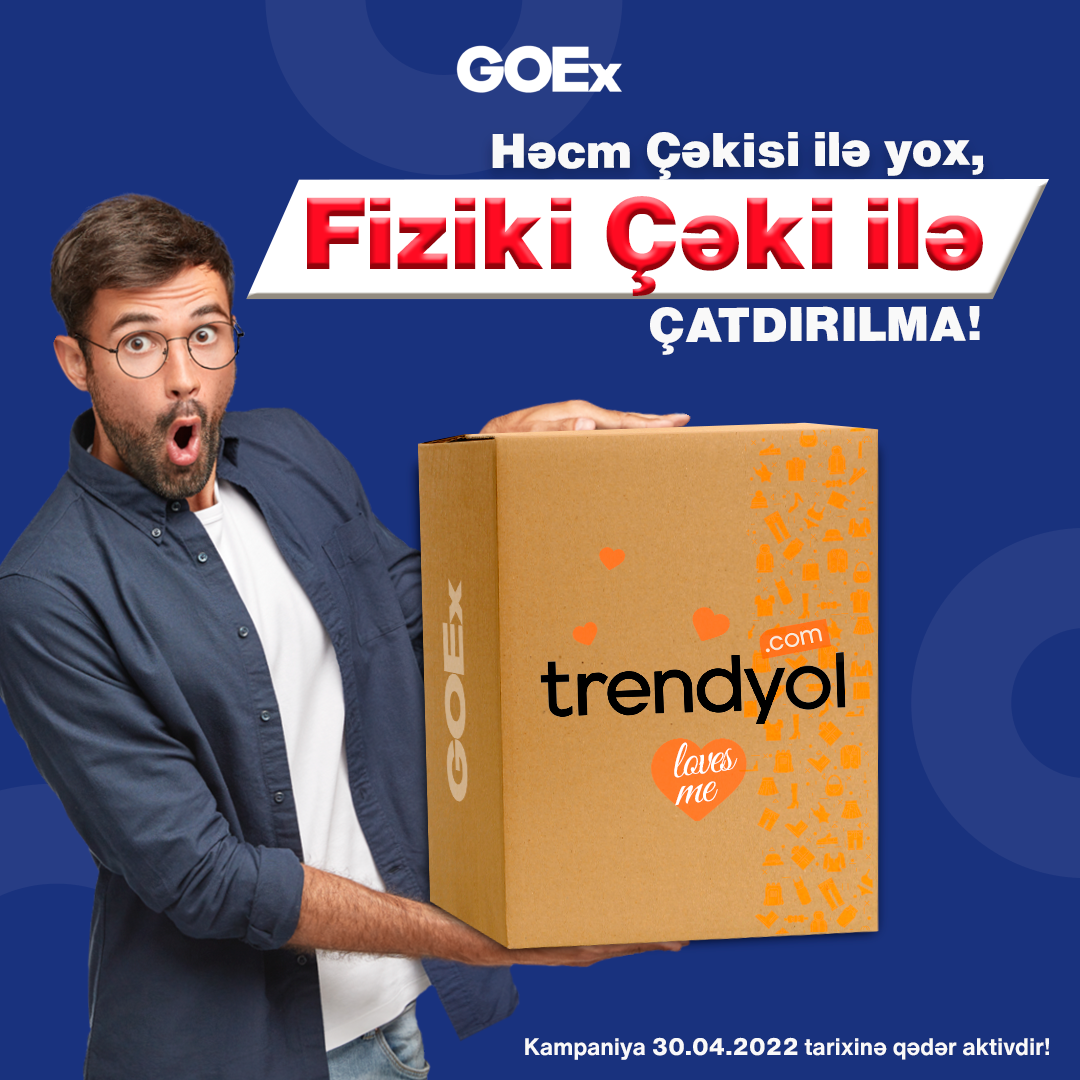 GOEx
Həcm Çəkisi ilə yox,
Fiziki Çəki ilə
ÇATDIRILMA!
GOEx
.com
trendyol
loves
me
Kampaniya 30.04.2022 tarixinə qədər aktivdir!